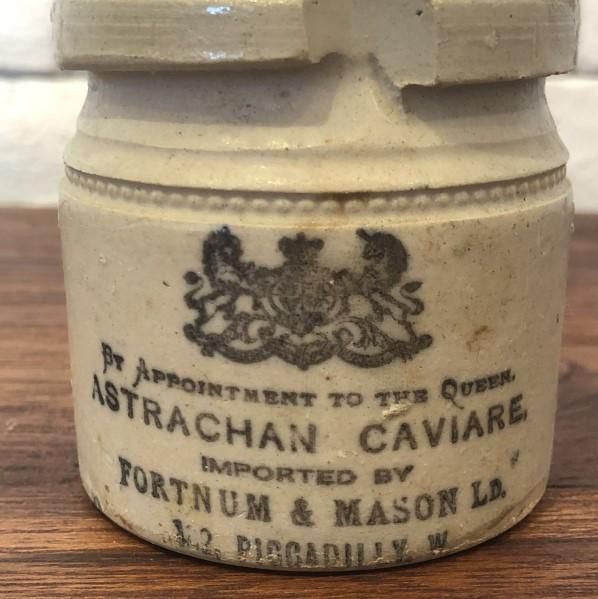 BY APPOINTMENT TO THE QUEEN.
ASTRACHAN CAVIARE,
IMPORTED BY
FORTNUM & MASON LD.
PICCADILLY W